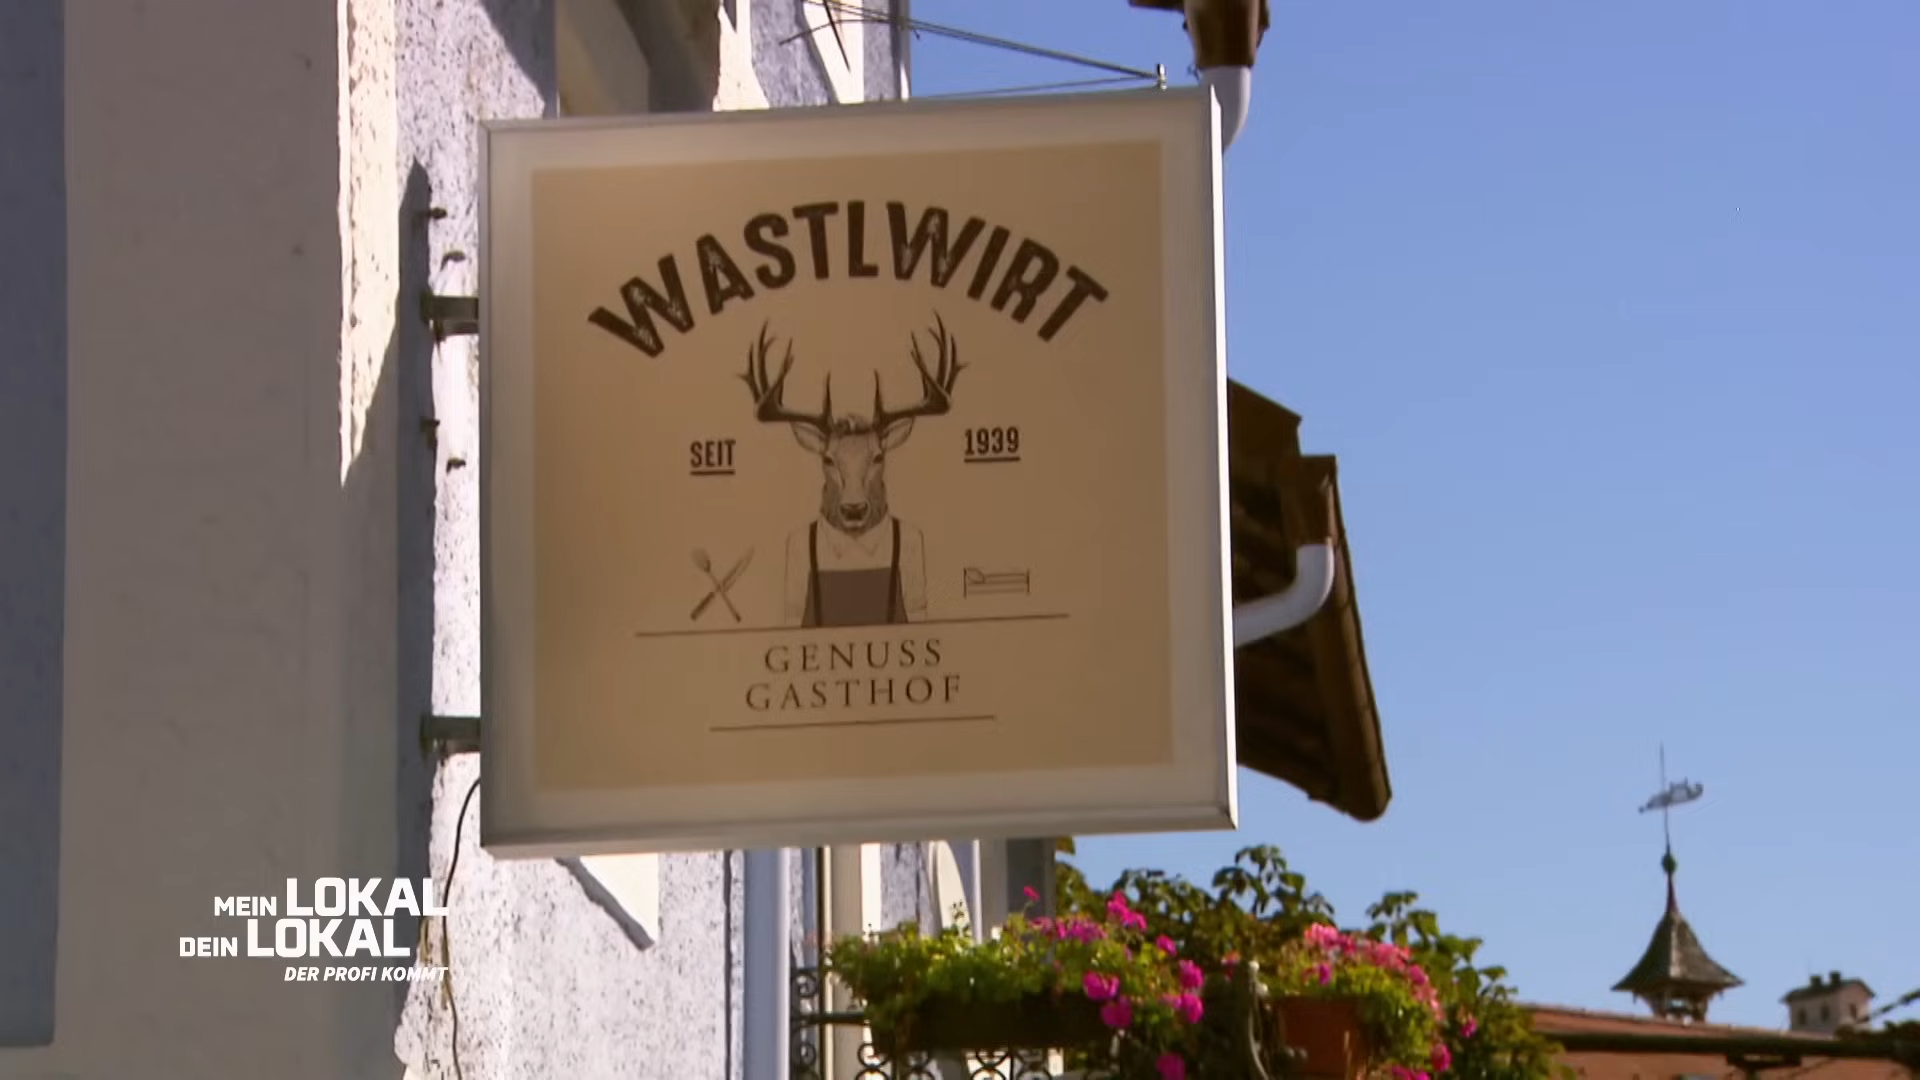 WASTLWIRT
SEIT 1939
GENUSS
GASTHOF
MEIN LOKAL
DEIN LOKAL
DER PROFI KOMMT